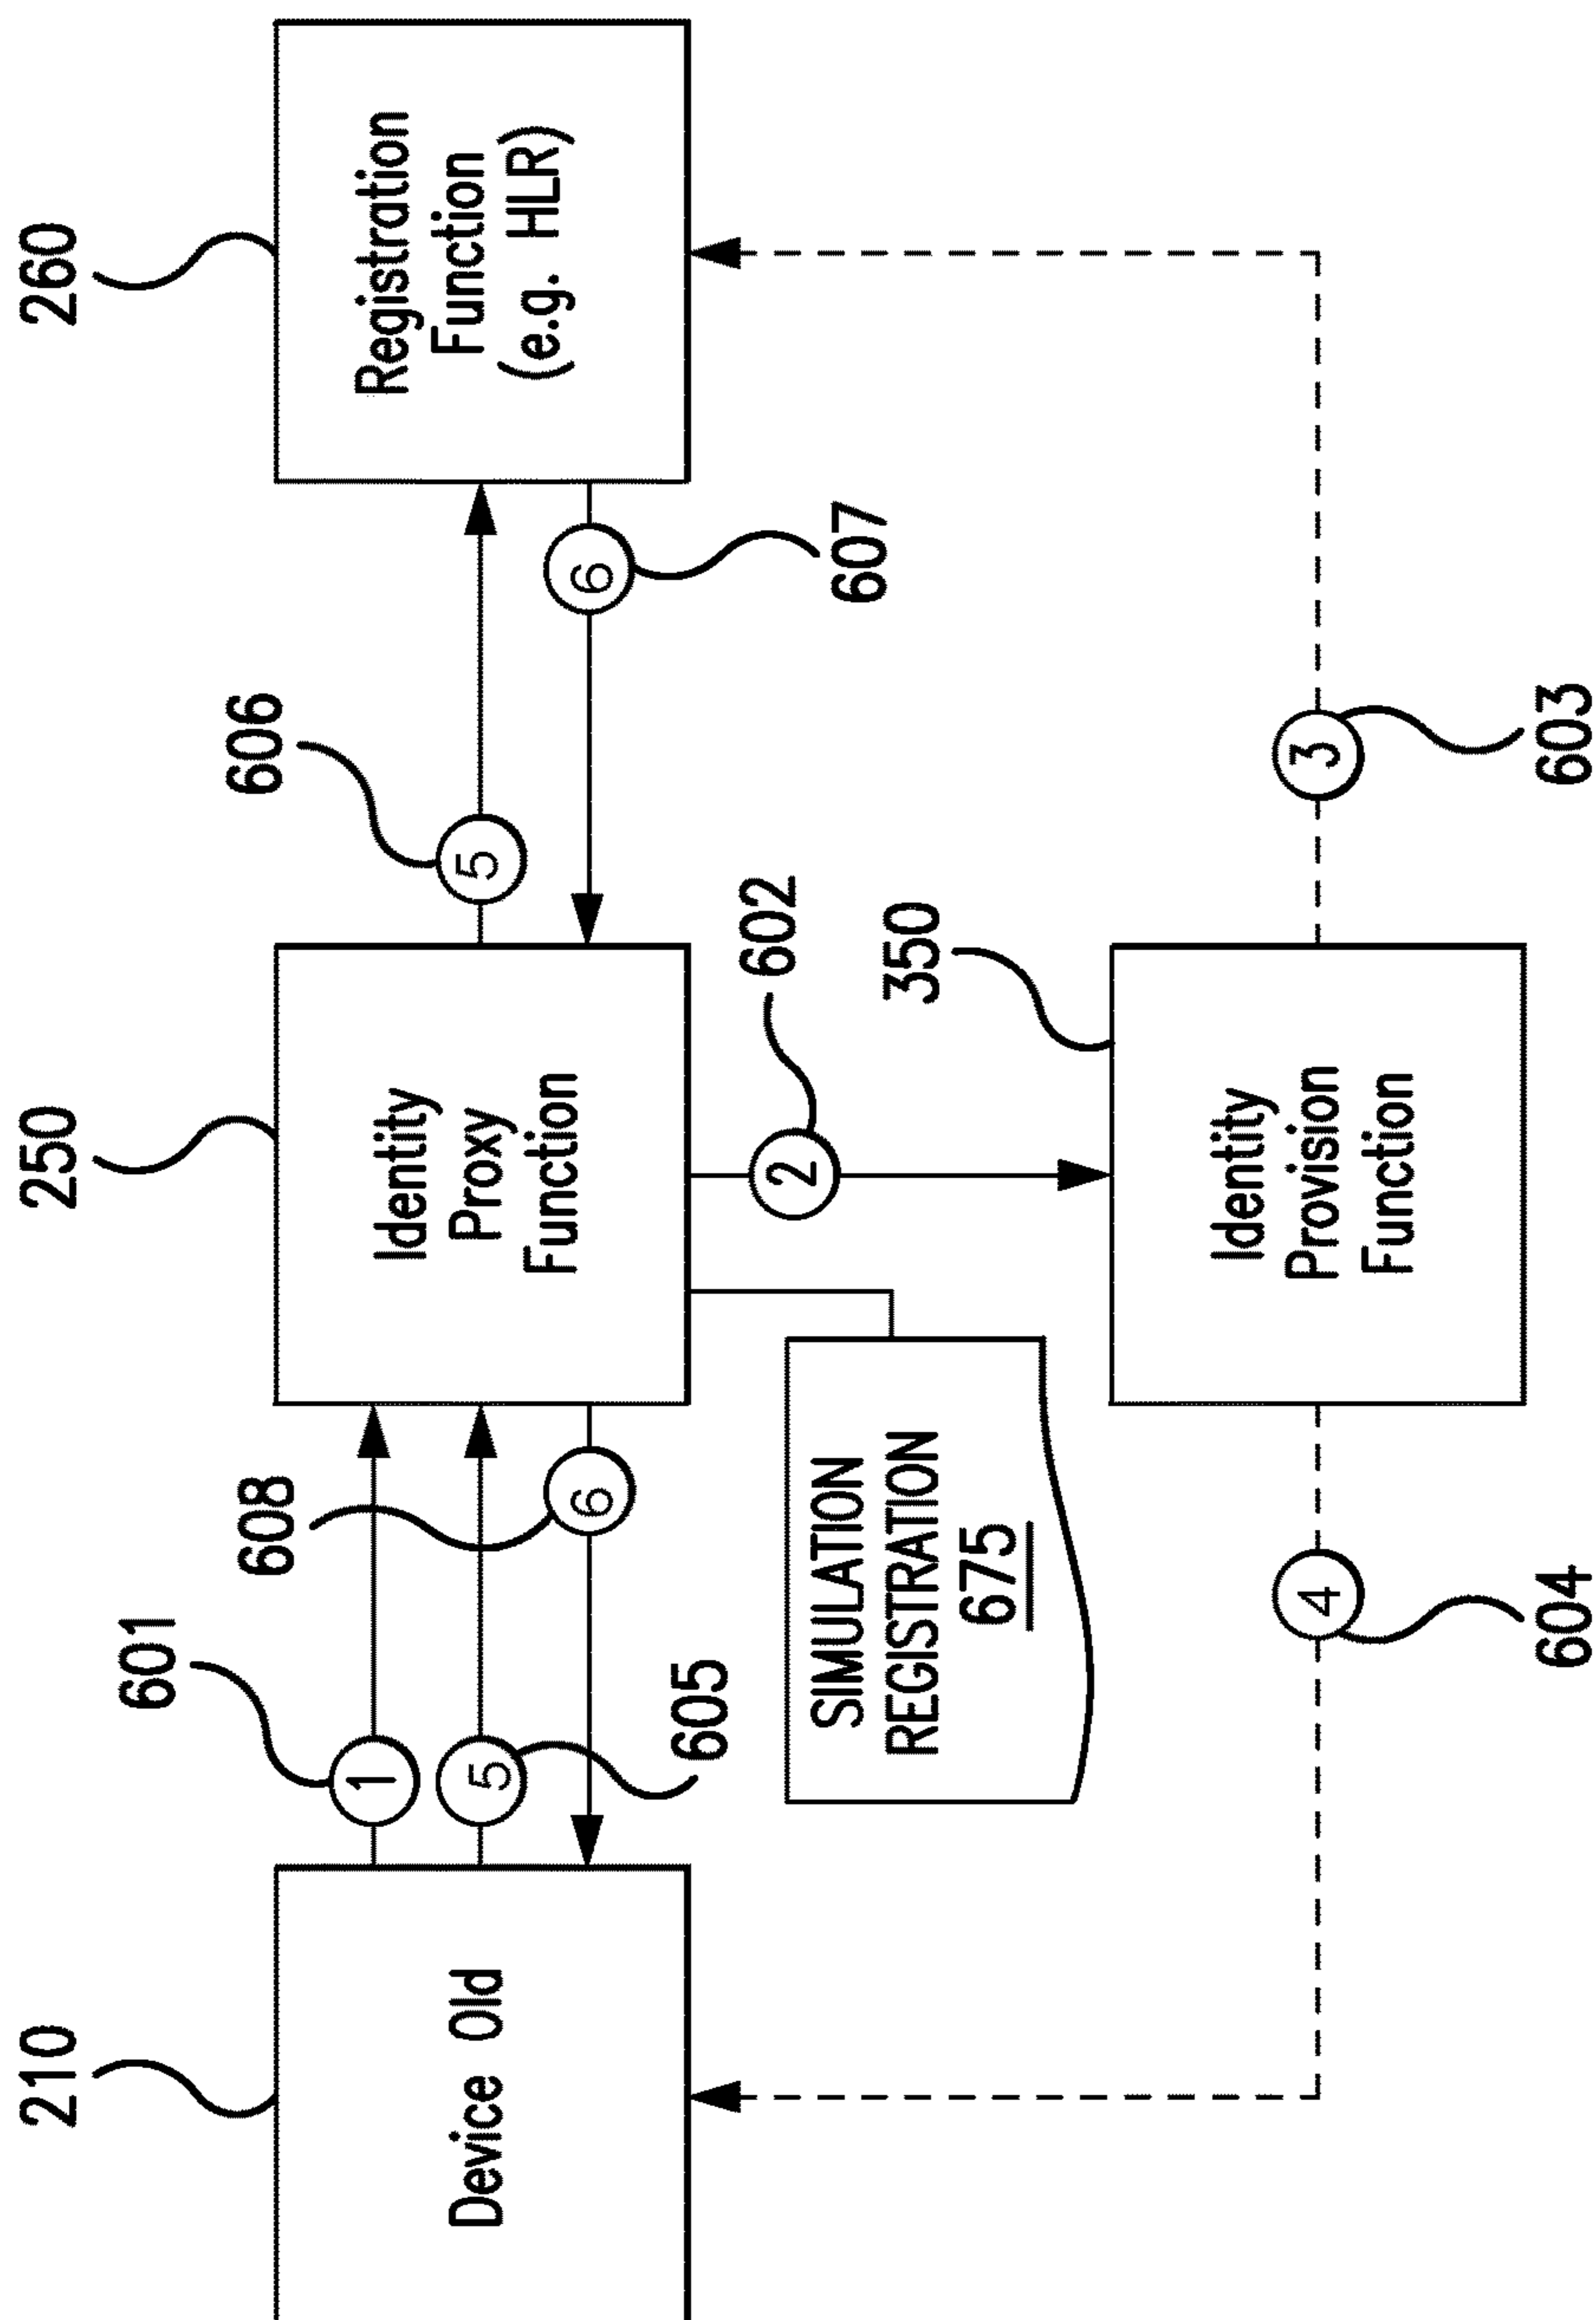 210
250
260
Device Old
Identity
Proxy
Function
Registration
Function
(e.g. HLR)
601
1
605
5
608
6
606
5
607
6
602
2
SIMULATION
REGISTRATION
675
350
Identity
Provision
Function
604
4
603
3